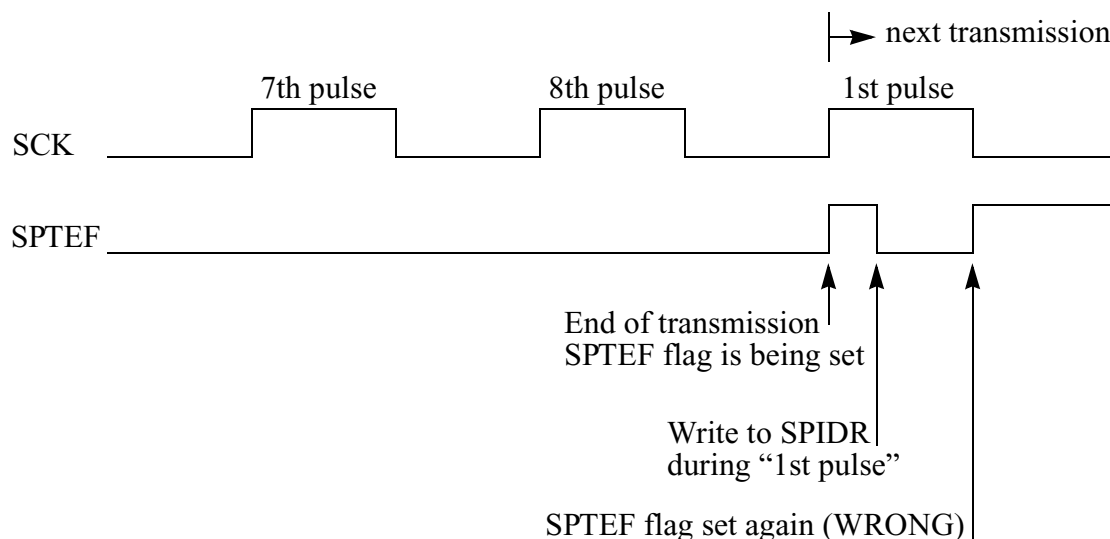 next transmission
7th pulse
8th pulse
1st pulse
SCK
SPTEF
End of transmission
SPTEF flag is being set
Write to SPIDR
during “1st pulse”
SPTEF flag set again (WRONG)